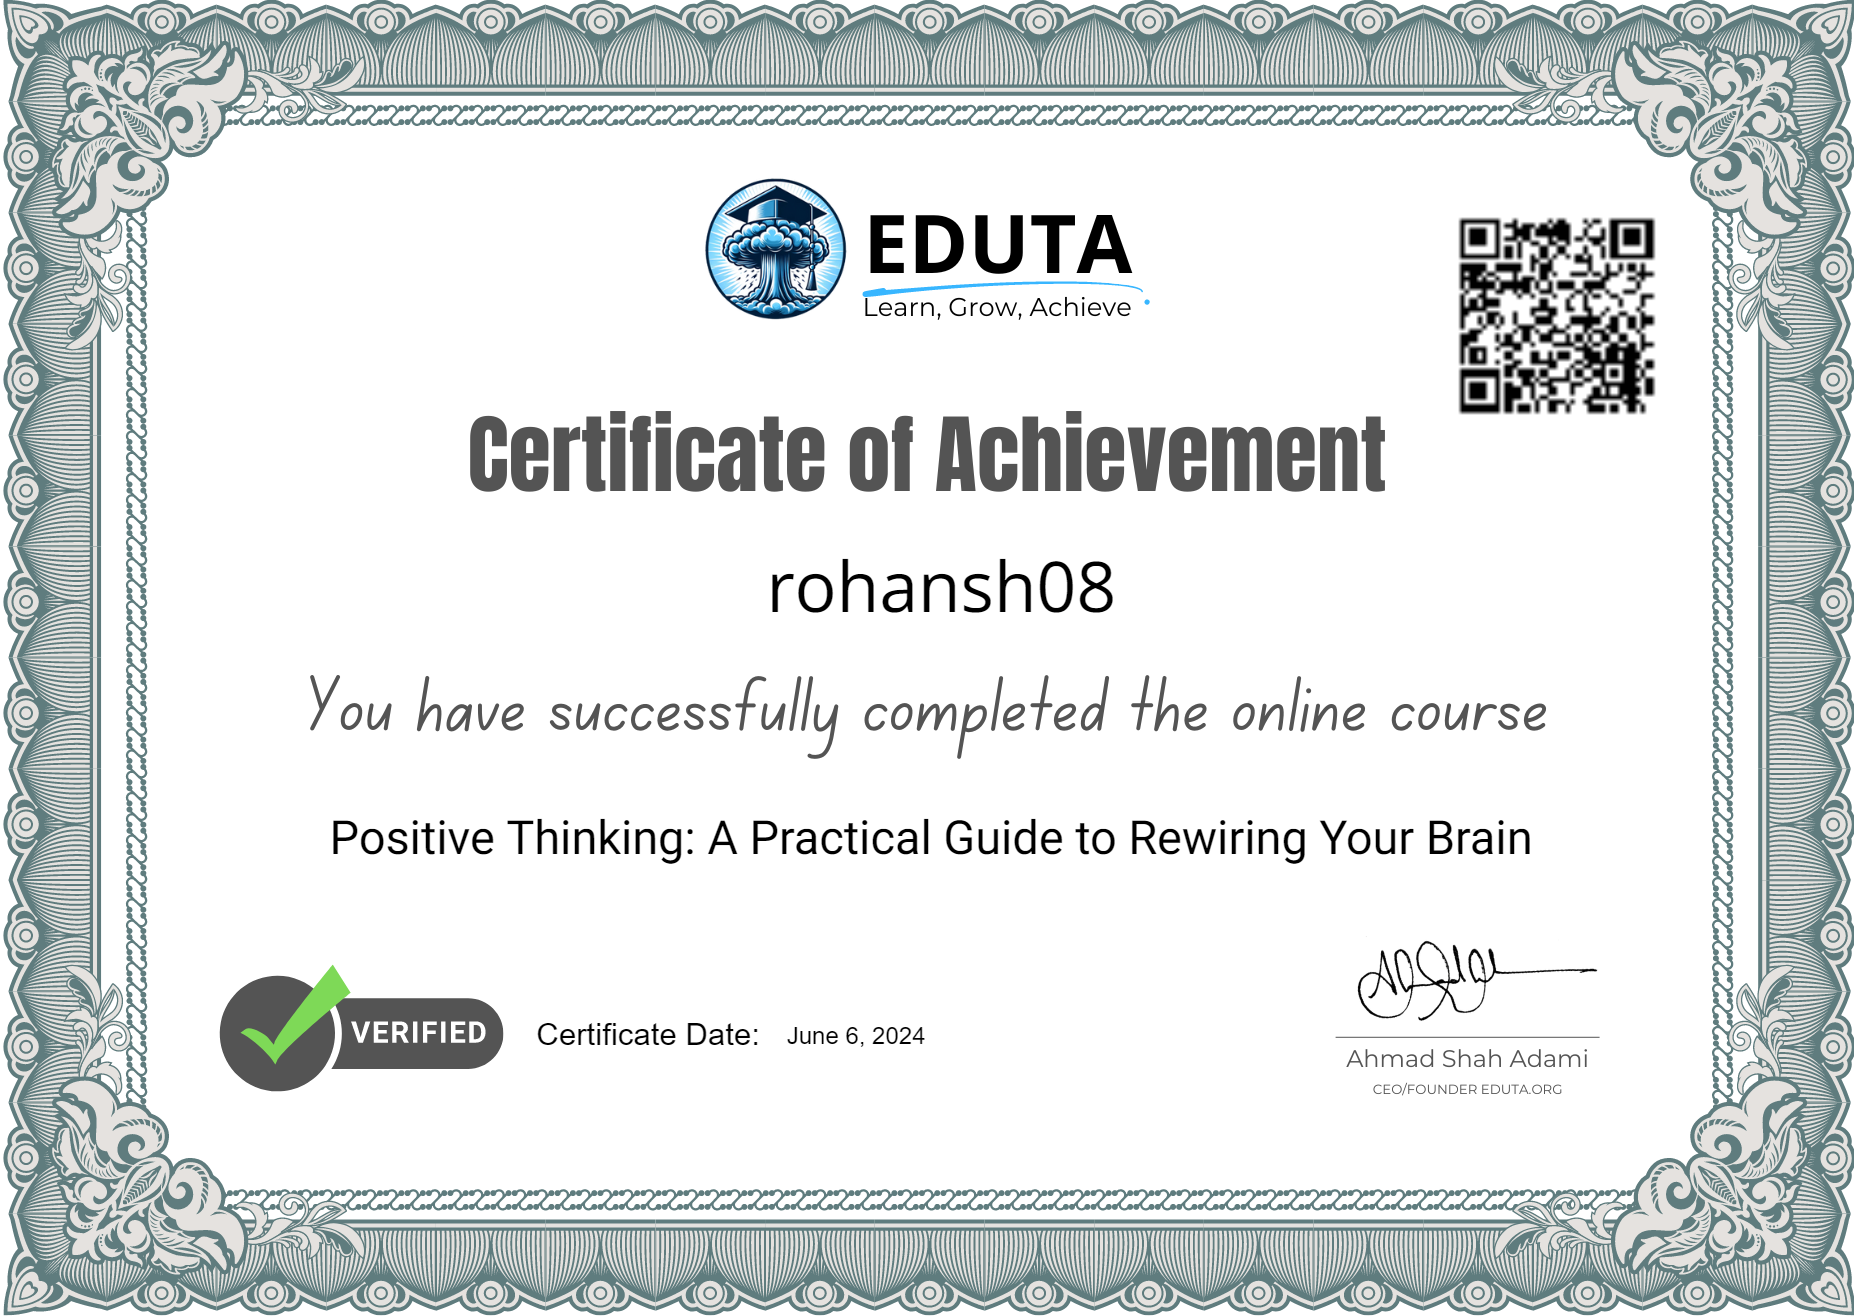 EDUTA
Learn, Grow, Achieve
Certificate of Achievement
rohansh08
You have successfully completed the online course
Positive Thinking: A Practical Guide to Rewiring Your Brain
VERIFIED
Certificate Date: June 6, 2024
Ahmad Shah Adami
CEO/FOUNDER EDUTA.ORG